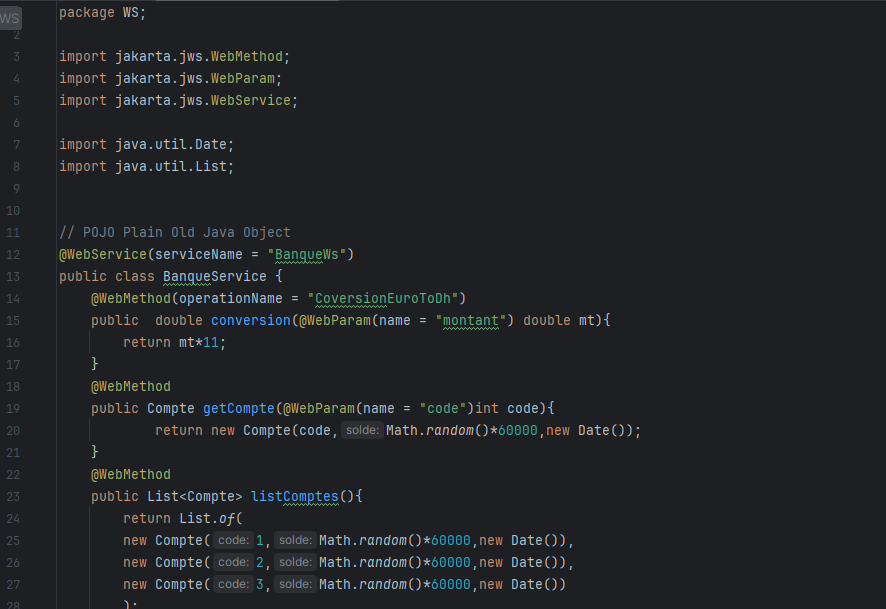 WS
package WS;
2
3 import jakarta.jws.WebMethod;
4 import jakarta.jws.WebParam;
5 import jakarta.jws.WebService;
6
7 import java.util.Date;
8 import java.util.List;
9
10
11 // POJO Plain Old Java Object
12 @WebService(serviceName = "BanqueWs")
13 public class BanqueService {
14 @WebMethod(operationName = "CoversionEuroToDh")
15 public  double conversion(@WebParam(name = "montant") double mt){
16 return mt*11;
17 }
18 @WebMethod
19 public Compte getCompte(@WebParam(name = "code")int code){
20 return new Compte(code, solde: Math.random()*60000,new Date());
21 }
22 @WebMethod
23 public List<Compte> listComptes(){
24 return List.of(
25 new Compte( code: 1, solde: Math.random()*60000,new Date()),
26 new Compte( code: 2, solde: Math.random()*60000,new Date()),
27 new Compte( code: 3, solde: Math.random()*60000,new Date())
28 );